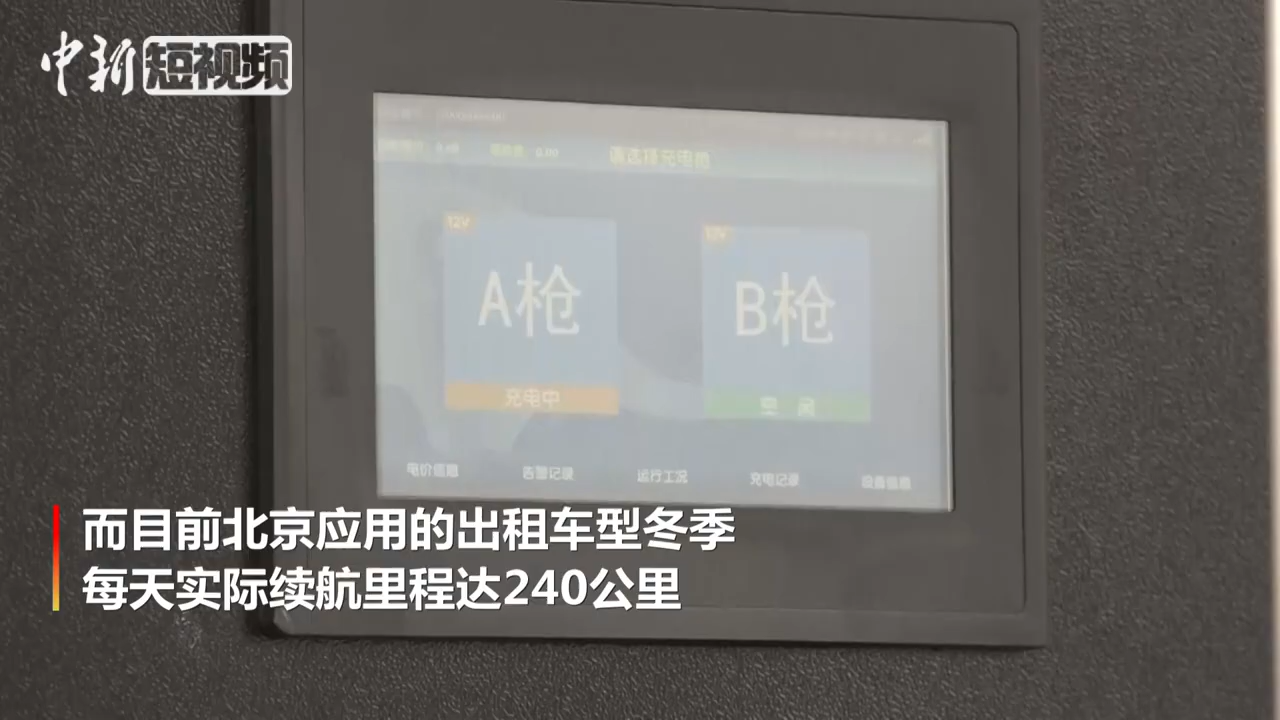 中新短视频
0.00
请选择充电枪
12V
12V
A枪
B枪
充电中
空 闲
电价信息
告警记录
运行工况
充电记录
设备信息
而目前北京应用的出租车型冬季
每天实际续航里程达240公里